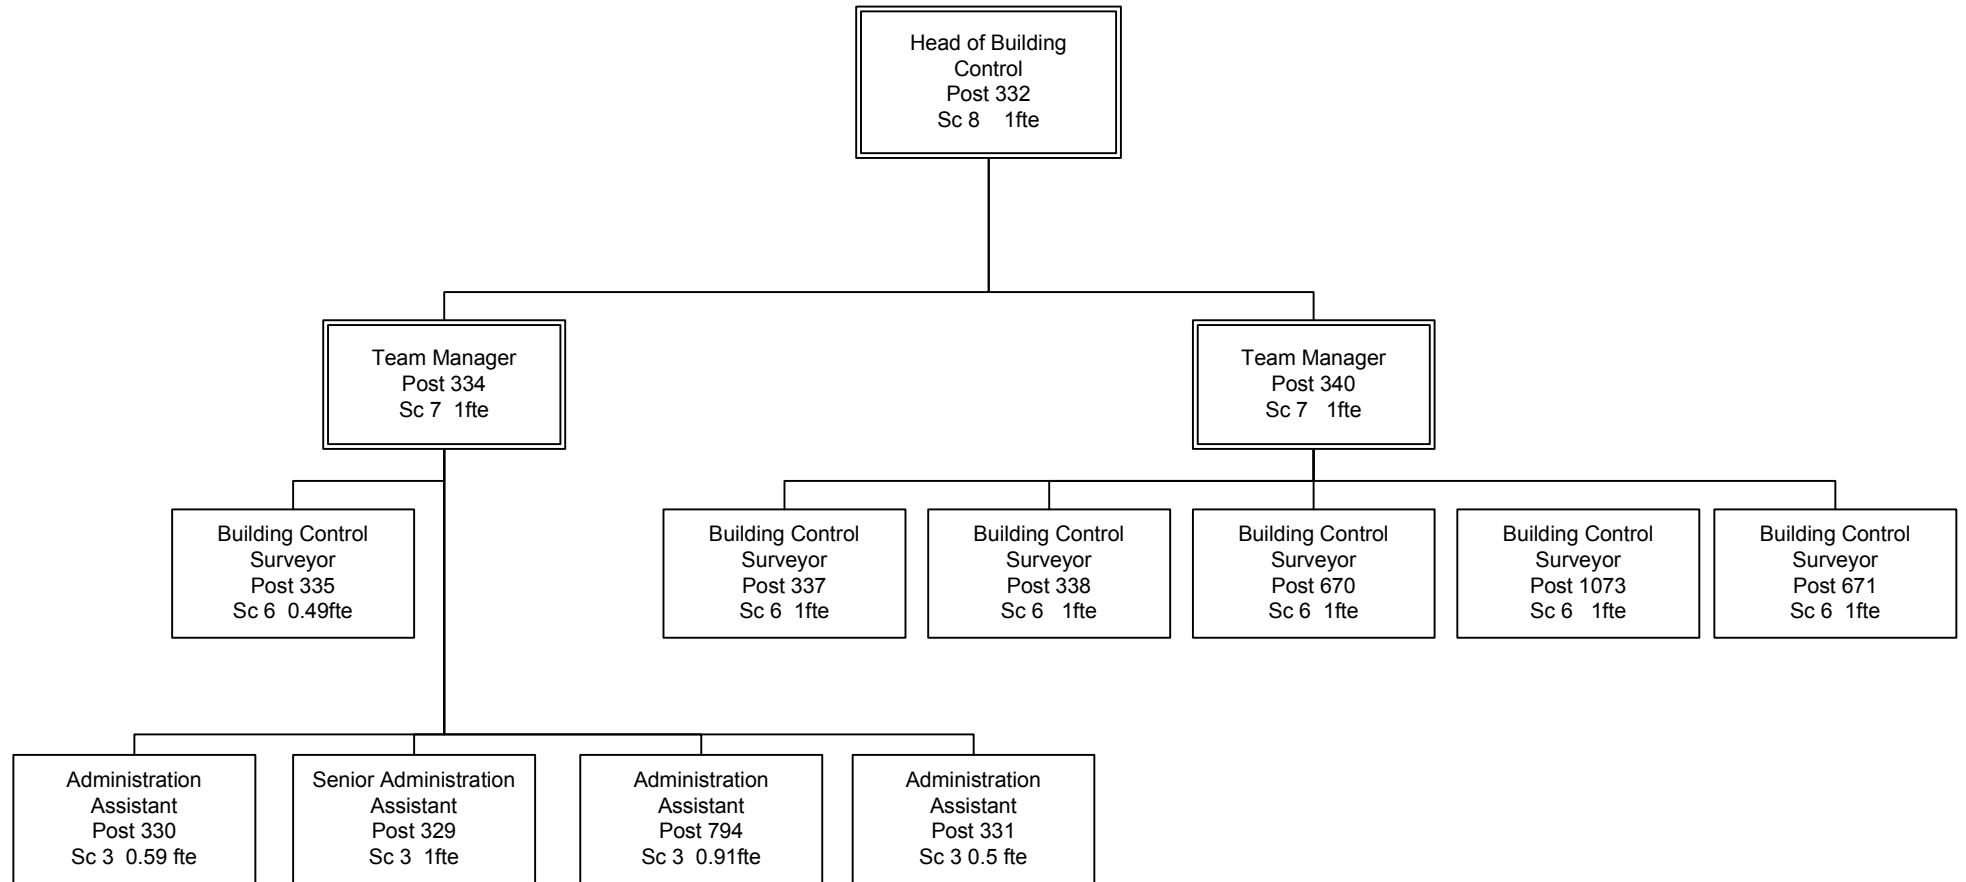 Head of Building
Control
Post 332
Sc 8 1fte
Team Manager
Post 334
Sc 7 1fte
Team Manager
Post 340
Sc 7 1fte
Building Control
Surveyor
Post 335
Sc 6 0.49fte
Building Control
Surveyor
Post 337
Sc 6 1fte
Building Control
Surveyor
Post 338
Sc 6 1fte
Building Control
Surveyor
Post 670
Sc 6 1fte
Building Control
Surveyor
Post 1073
Sc 6 1fte
Building Control
Surveyor
Post 671
Sc 6 1fte
Administration
Assistant
Post 330
Sc 3 0.59 fte
Senior Administration
Assistant
Post 329
Sc 3 1fte
Administration
Assistant
Post 794
Sc 3 0.91fte
Administration
Assistant
Post 331
Sc 3 0.5 fte